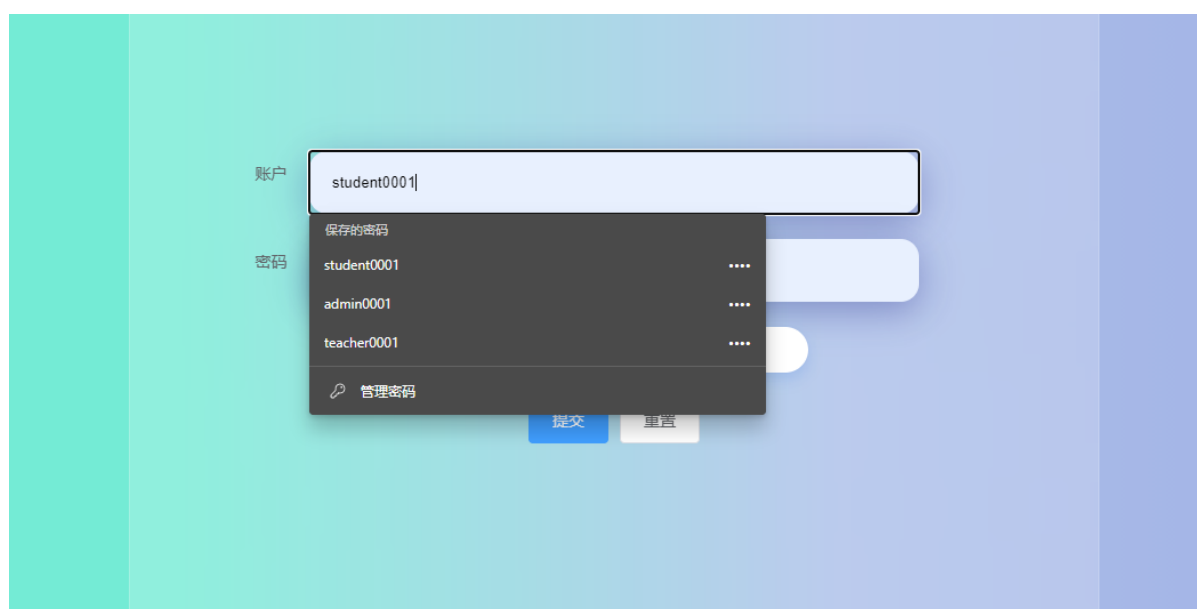 账户
student0001
保存的密码
密码
student0001 ••••
admin0001 ••••
teacher0001 ••••
管理密码
提交 重置